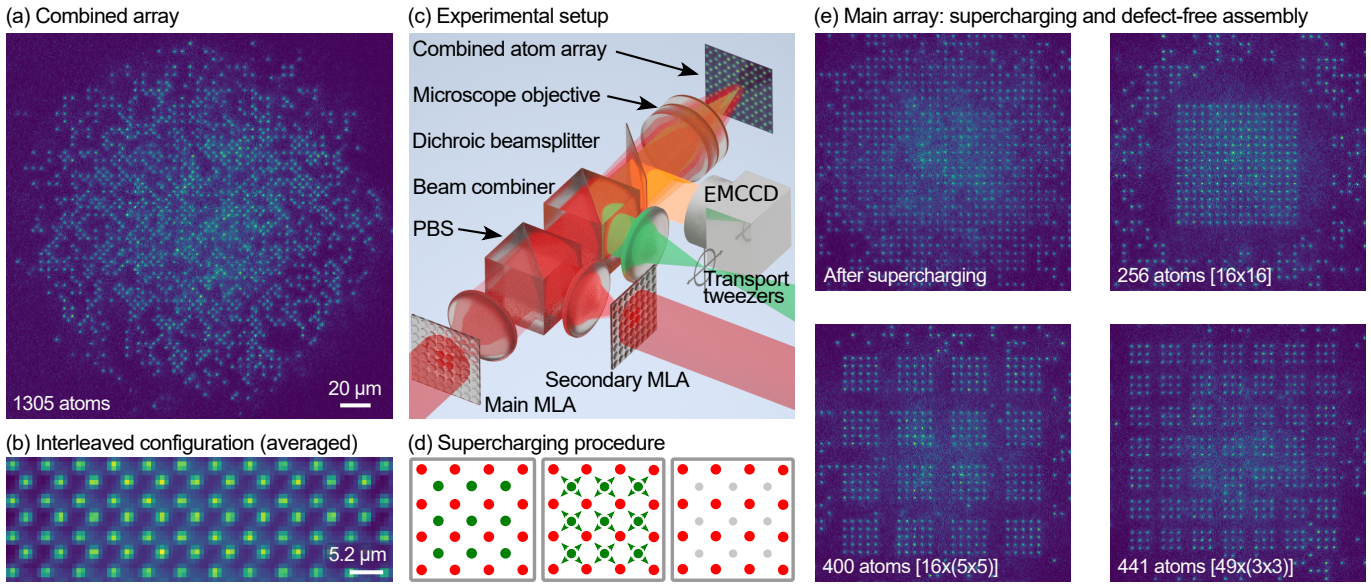 (a) Combined array
1305 atoms
20 µm
(b) Interleaved configuration (averaged)
5.2 µm
(c) Experimental setup
Combined atom array
Microscope objective
Dichroic beamsplitter
Beam combiner
PBS
EMCCD
Transport
tweezers
Secondary MLA
Main MLA
(d) Supercharging procedure
(e) Main array: supercharging and defect-free assembly
After supercharging
256 atoms [16x16]
400 atoms [16x(5x5)]
441 atoms [49x(3x3)]